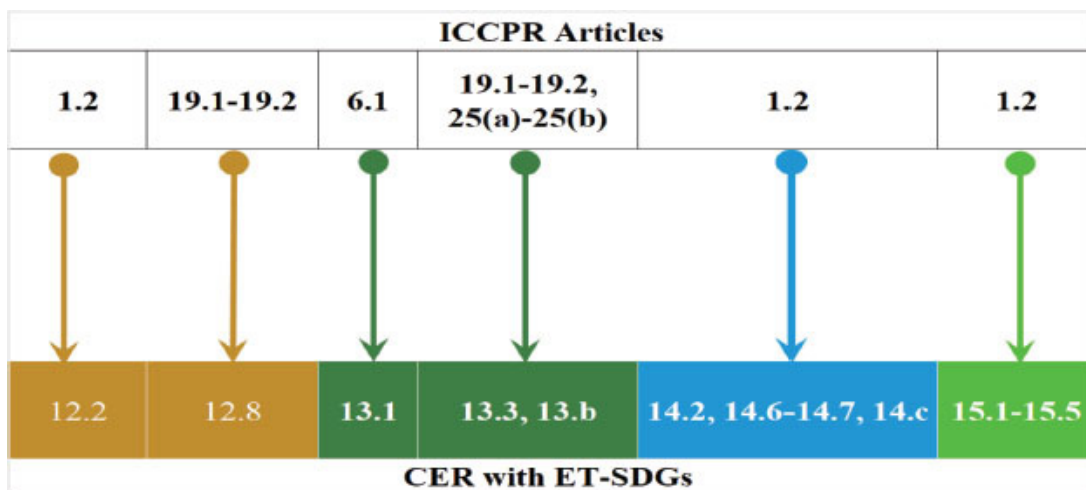 ICCPR Articles
1.2
19.1-19.2
6.1
19.1-19.2,
25(a)-25(b)
1.2
1.2
12.2
12.8
13.1
13.3, 13.b
14.2, 14.6-14.7, 14.c
15.1-15.5
CER with ET-SDGs